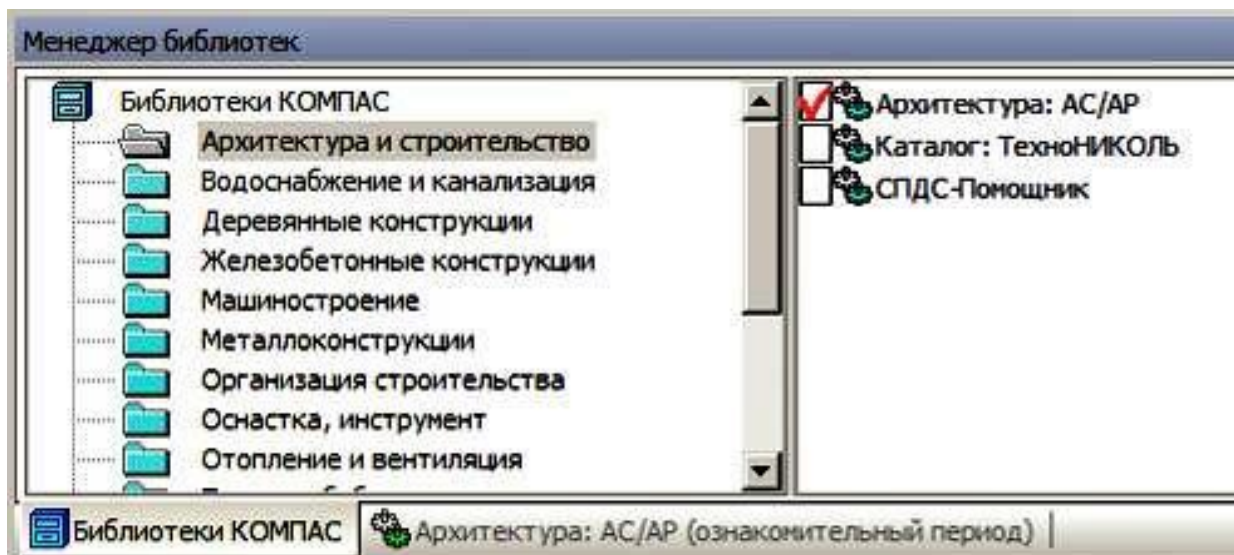 Менеджер библиотек
Библиотеки КОМПАС
Архитектура и строительство
Водоснабжение и канализация
Деревянные конструкции
Железобетонные конструкции
Машиностроение
Металлоконструкции
Организация строительства
Оснастка, инструмент
Отопление и вентиляция
Архитектура: АС/АР
Каталог: ТехноНИКОЛЬ
СПДС-Помощник
Библиотеки КОМПАС
Архитектура: АС/АР (ознакомительный период)